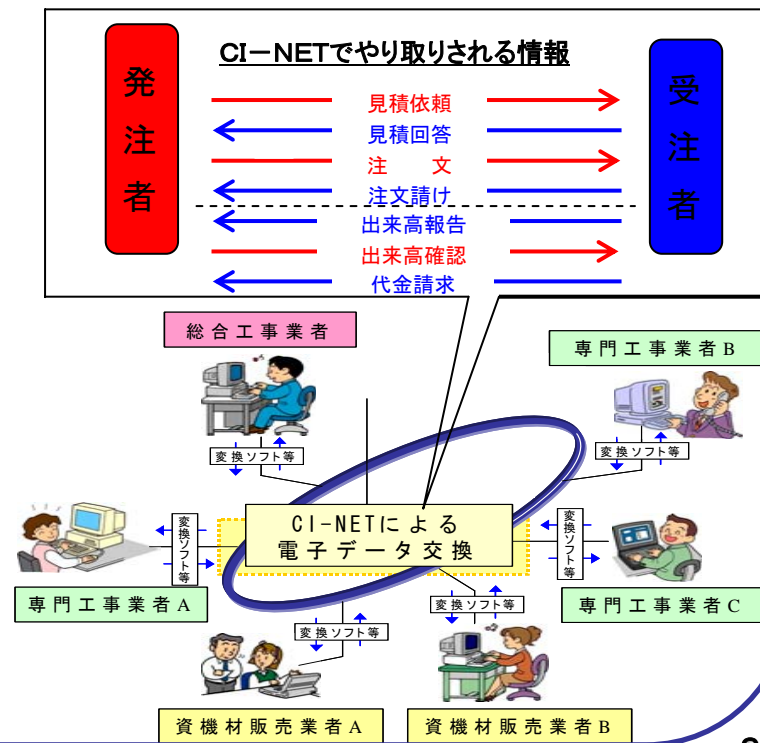 CI-NETでやり取りされる情報
発注者
受注者
見積依頼
見積回答
注　　文
注文請け
出来高報告
出来高確認
代金請求
総合工事業者
専門工事業者B
変換ソフト等
変換ソフト等
CI-NETによる
電子データ交換
変換ソフト等
変換ソフト等
専門工事業者A
専門工事業者C
変換ソフト等
変換ソフト等
資機材販売業者A
資機材販売業者B